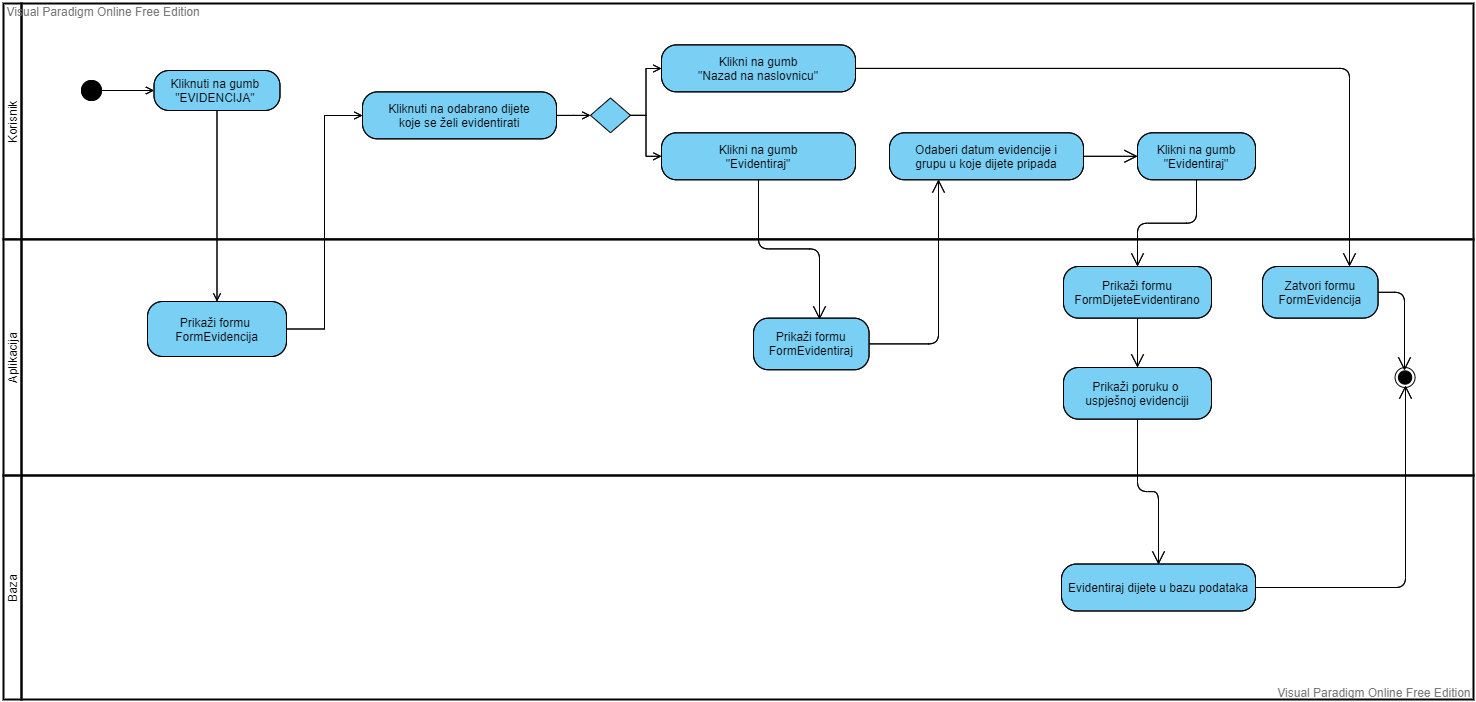 Visual Paradigm Online Free Edition
Korisnik
Kliknuti na gumb
"EVIDENCIJA"
Kliknuti na odabrano dijete
koje se želi evidentirati
Klikni na gumb
"Nazad na naslovnicu"
Klikni na gumb
"Evidentiraj"
Odaberi datum evidencije i
grupu u koje dijete pripada
Klikni na gumb
"Evidentiraj"
Aplikacija
Prikaži formu
FormEvidencija
Prikaži formu
FormEvidentiraj
Prikaži formu
FormDijeteEvidentirano
Zatvori formu
FormEvidencija
Prikaži poruku o
uspješnoj evidenciji
Baza
Evidentiraj dijete u bazu podataka
Visual Paradigm Online Free Edition